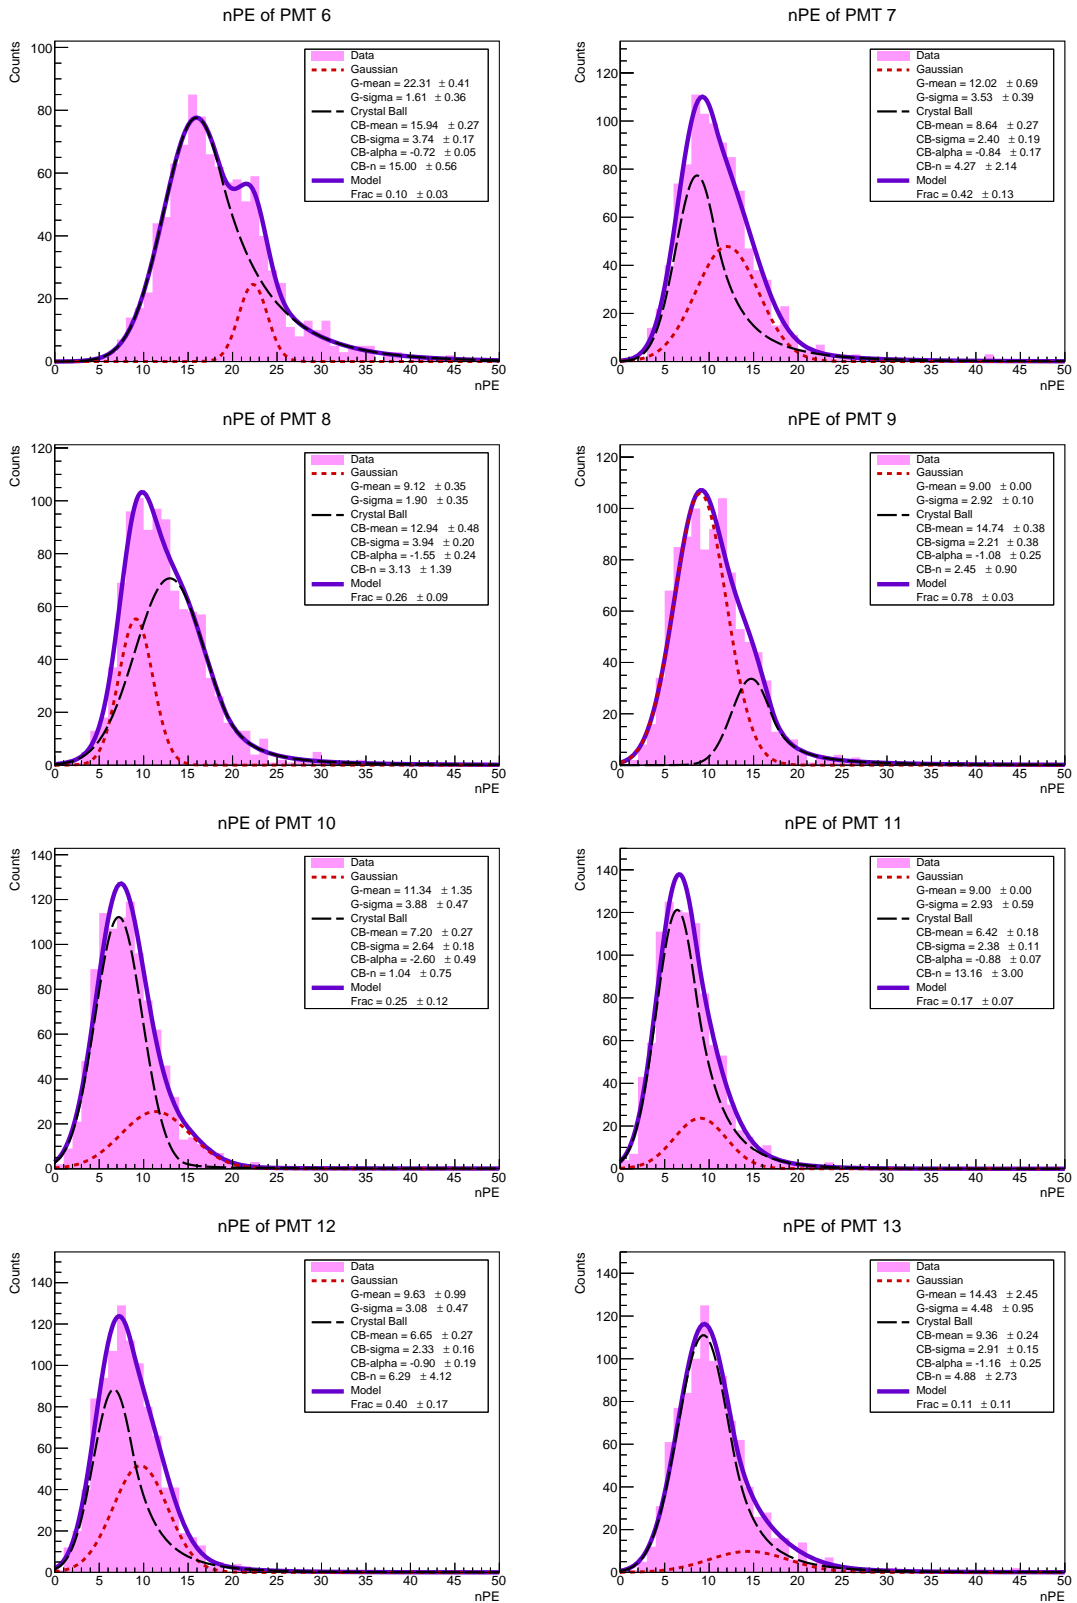 nPE of PMT 6
Counts
100
80
60
40
20
0
0 5 10 15 20 25 30 35 40 45 50
nPE
Data
Gaussian
G-mean = 22.31 ± 0.41
G-sigma = 1.61 ± 0.36
Crystal Ball
CB-mean = 15.94 ± 0.27
CB-sigma = 3.74 ± 0.17
CB-alpha = -0.72 ± 0.05
CB-n = 15.00 ± 0.56
Model
Frac = 0.10 ± 0.03
nPE of PMT 7
Counts
120
100
80
60
40
20
0
0 5 10 15 20 25 30 35 40 45 50
nPE
Data
Gaussian
G-mean = 12.02 ± 0.69
G-sigma = 3.53 ± 0.39
Crystal Ball
CB-mean = 8.64 ± 0.27
CB-sigma = 2.40 ± 0.19
CB-alpha = -0.84 ± 0.17
CB-n = 4.27 ± 2.14
Model
Frac = 0.42 ± 0.13
nPE of PMT 8
Counts
120
100
80
60
40
20
0
0 5 10 15 20 25 30 35 40 45 50
nPE
Data
Gaussian
G-mean = 9.12 ± 0.35
G-sigma = 1.90 ± 0.35
Crystal Ball
CB-mean = 12.94 ± 0.48
CB-sigma = 3.94 ± 0.20
CB-alpha = -1.55 ± 0.24
CB-n = 3.13 ± 1.39
Model
Frac = 0.26 ± 0.09
nPE of PMT 9
Counts
120
100
80
60
40
20
0
0 5 10 15 20 25 30 35 40 45 50
nPE
Data
Gaussian
G-mean = 9.00 ± 0.00
G-sigma = 2.92 ± 0.10
Crystal Ball
CB-mean = 14.74 ± 0.38
CB-sigma = 2.21 ± 0.38
CB-alpha = -1.08 ± 0.25
CB-n = 2.45 ± 0.90
Model
Frac = 0.78 ± 0.03
nPE of PMT 10
Counts
140
120
100
80
60
40
20
0
0 5 10 15 20 25 30 35 40 45 50
nPE
Data
Gaussian
G-mean = 11.34 ± 1.35
G-sigma = 3.88 ± 0.47
Crystal Ball
CB-mean = 7.20 ± 0.27
CB-sigma = 2.64 ± 0.18
CB-alpha = -2.60 ± 0.49
CB-n = 1.04 ± 0.75
Model
Frac = 0.25 ± 0.12
nPE of PMT 11
Counts
140
120
100
80
60
40
20
0
0 5 10 15 20 25 30 35 40 45 50
nPE
Data
Gaussian
G-mean = 9.00 ± 0.00
G-sigma = 2.93 ± 0.59
Crystal Ball
CB-mean = 6.42 ± 0.18
CB-sigma = 2.38 ± 0.11
CB-alpha = -0.88 ± 0.07
CB-n = 13.16 ± 3.00
Model
Frac = 0.17 ± 0.07
nPE of PMT 12
Counts
140
120
100
80
60
40
20
0
0 5 10 15 20 25 30 35 40 45 50
nPE
Data
Gaussian
G-mean = 9.63 ± 0.99
G-sigma = 3.08 ± 0.47
Crystal Ball
CB-mean = 6.65 ± 0.27
CB-sigma = 2.33 ± 0.16
CB-alpha = -0.90 ± 0.19
CB-n = 6.29 ± 4.12
Model
Frac = 0.40 ± 0.17
nPE of PMT 13
Counts
140
120
100
80
60
40
20
0
0 5 10 15 20 25 30 35 40 45 50
nPE
Data
Gaussian
G-mean = 14.43 ± 2.45
G-sigma = 4.48 ± 0.95
Crystal Ball
CB-mean = 9.36 ± 0.24
CB-sigma = 2.91 ± 0.15
CB-alpha = -1.16 ± 0.25
CB-n = 4.88 ± 2.73
Model
Frac = 0.11 ± 0.11